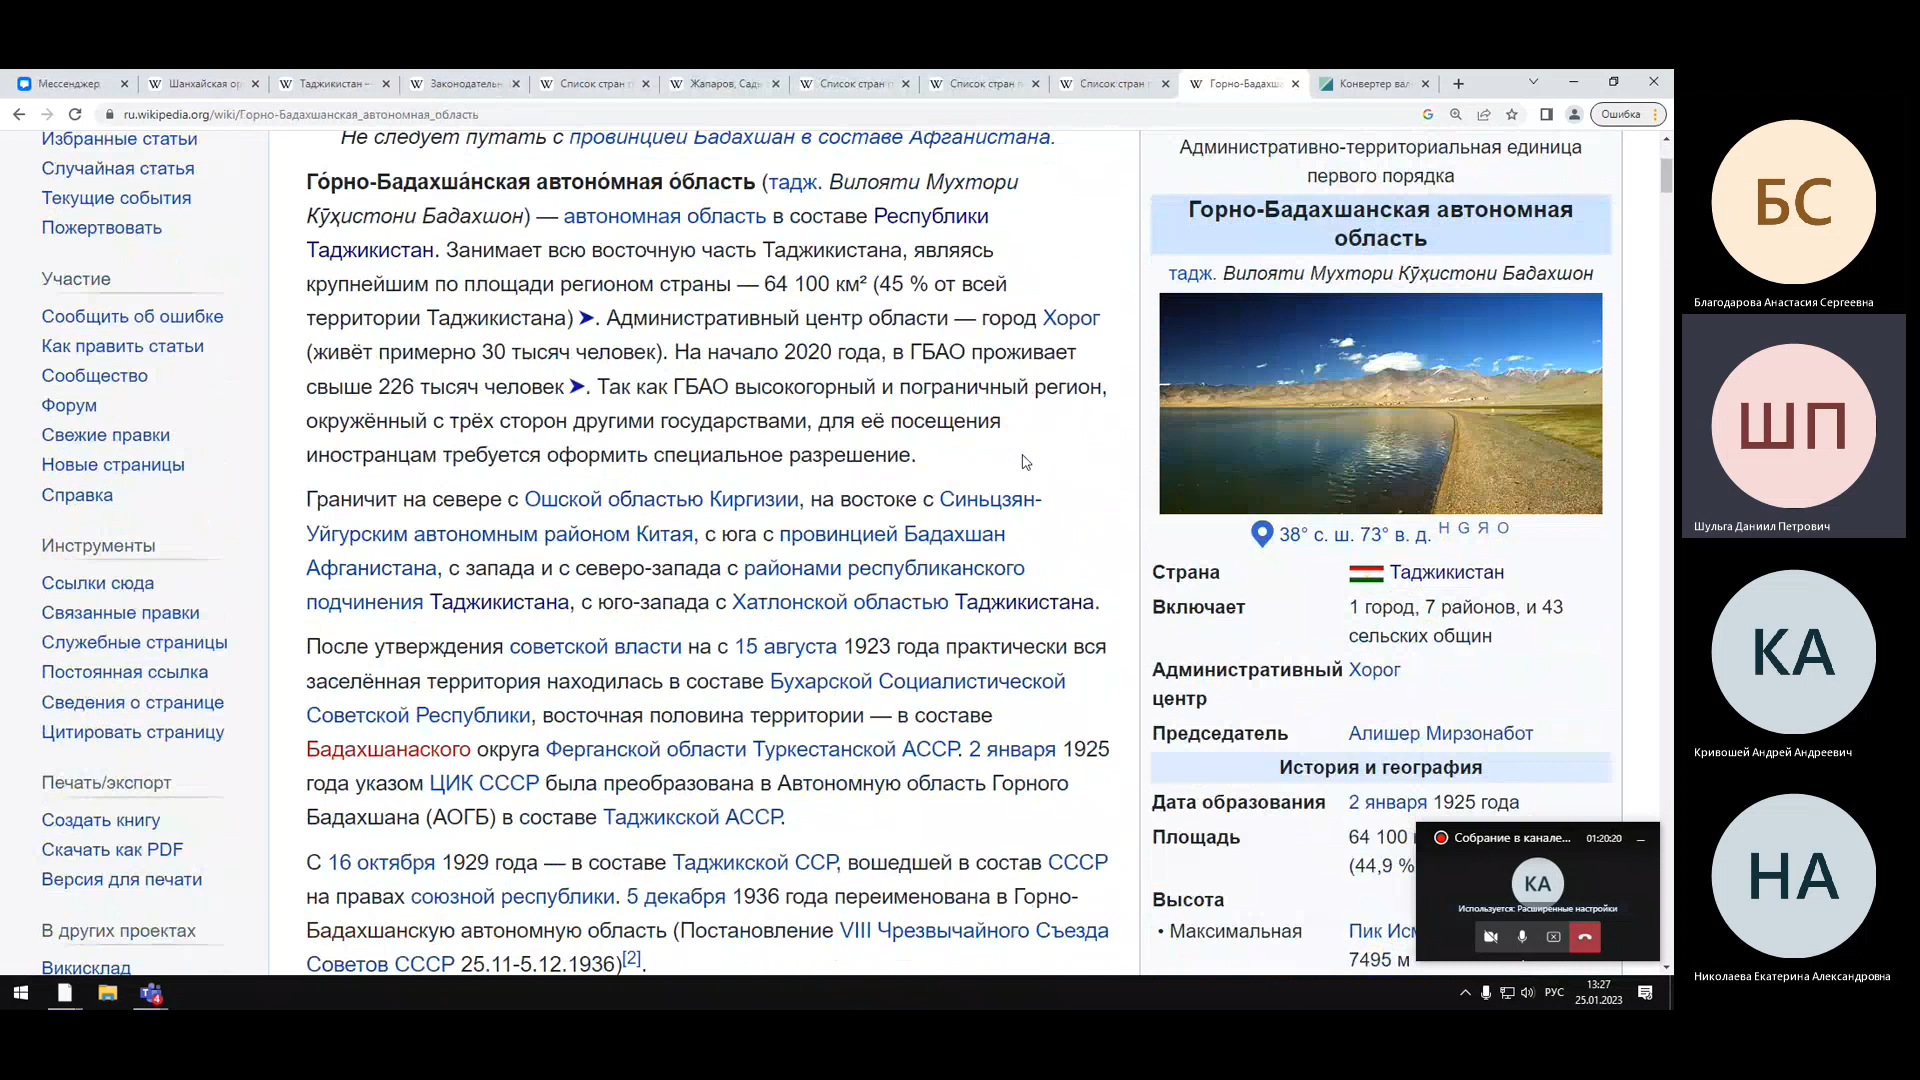 Мессенджер
Шанхайская ор
Таджикистан –
Законодательн
Список стран п
Жапаров, Сады
Список стран п
Список стран п
Список стран п
Горно-Бадахша
Конвертер вал
ru.wikipedia.org/wiki/Горно-Бадахшанская_автономная_область
Ошибка
Избранные статьи
Случайная статья
Текущие события
Пожертвовать
Участие
Сообщить об ошибке
Как править статьи
Сообщество
Форум
Свежие правки
Новые страницы
Справка
Инструменты
Ссылки сюда
Связанные правки
Служебные страницы
Постоянная ссылка
Сведения о странице
Цитировать страницу
Печать/экспорт
Создать книгу
Скачать как PDF
Версия для печати
В других проектах
Викисклад
Не следует путать с провинцией Бадахшан в составе Афганистана.
Го́рно-Бадахша́нская автоно́мная о́бласть (тадж. Вилояти Мухтори
Кӯҳистони Бадахшон) — автономная область в составе Республики
Таджикистан. Занимает всю восточную часть Таджикистана, являясь
крупнейшим по площади регионом страны — 64 100 км² (45 % от всей
территории Таджикистана) ➤. Административный центр области — город Хорог
(живёт примерно 30 тысяч человек). На начало 2020 года, в ГБАО проживает
свыше 226 тысяч человек ➤. Так как ГБАО высокогорный и пограничный регион,
окружённый с трёх сторон другими государствами, для её посещения
иностранцам требуется оформить специальное разрешение.
Граничит на севере с Ошской областью Киргизии, на востоке с Синьцзян-
Уйгурским автономным районом Китая, с юга с провинцией Бадахшан
Афганистана, с запада и с северо-запада с районами республиканского
подчинения Таджикистана, с юго-запада с Хатлонской областью Таджикистана.
После утверждения советской власти на с 15 августа 1923 года практически вся
заселённая территория находилась в составе Бухарской Социалистической
Советской Республики, восточная половина территории — в составе
Бадахшанаского округа Ферганской области Туркестанской АССР. 2 января 1925
года указом ЦИК СССР была преобразована в Автономную область Горного
Бадахшана (АОГБ) в составе Таджикской АССР.
С 16 октября 1929 года — в составе Таджикской ССР, вошедшей в состав СССР
на правах союзной республики. 5 декабря 1936 года переименована в Горно-
Бадахшанскую автономную область (Постановление VIII Чрезвычайного Съезда
Советов СССР 25.11-5.12.1936)[2].
Административно-территориальная единица
первого порядка
Горно-Бадахшанская автономная
область
тадж. Вилояти Мухтори Кӯҳистони Бадахшон
38° с. ш. 73° в. д. H G Я O
Страна Таджикистан
Включает 1 город, 7 районов, и 43
сельских общин
Административный Хорог
центр
Председатель Алишер Мирзонабот
История и география
Дата образования 2 января 1925 года
Площадь 64 100
(44,9 %
Высота
• Максимальная Пик Исм
7495 м
Собрание в канале... 01:20:20
КА
Используется: Расширенные настройки
4
РУС
13:27
25.01.2023
БС
Благодарова Анастасия Сергеевна
ШП
Шульга Даниил Петрович
КА
Кривошей Андрей Андреевич
НА
Николаева Екатерина Александровна